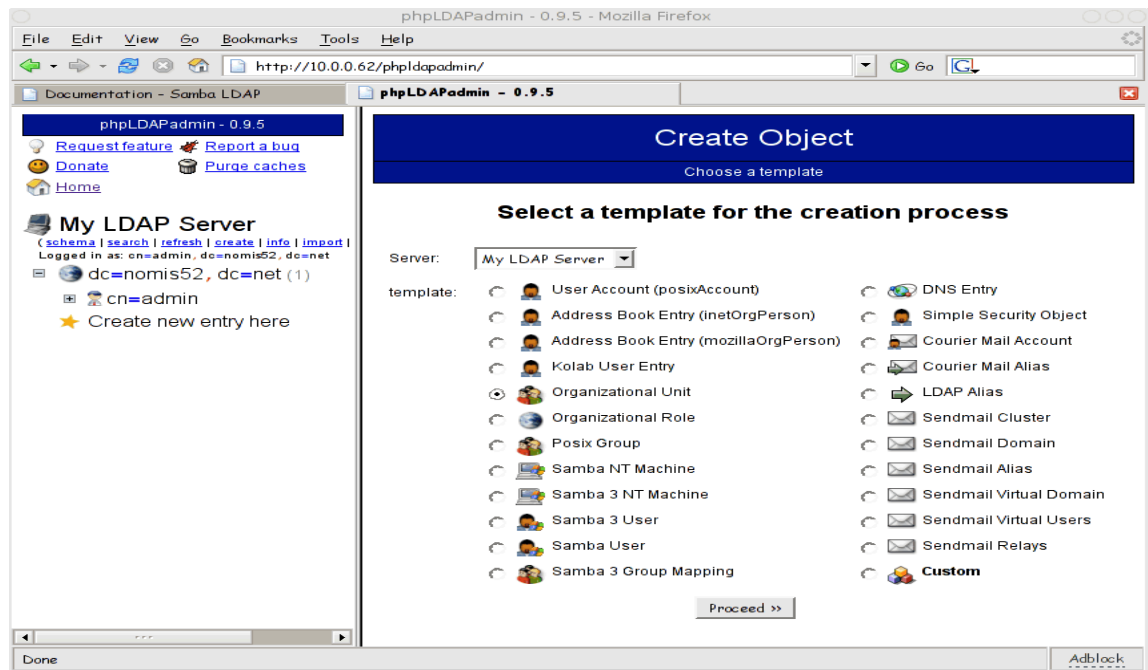 phpLDAPadmin - 0.9.5 - Mozilla Firefox
File Edit View Go Bookmarks Tools Help
http://10.0.0.62/phpldapadmin/ Go G
Documentation - Samba LDAP phpLDAPadmin - 0.9.5
phpLDAPadmin - 0.9.5
Request feature Report a bug
Donate Purge caches
Home
My LDAP Server
( schema | search | refresh | create | info | import |
Logged in as: cn=admin, dc=nomis52, dc=net
dc=nomis52, dc=net (1)
cn=admin
Create new entry here
Create Object
Choose a template
Select a template for the creation process
Server: My LDAP Server
template:
User Account (posixAccount)
Address Book Entry (inetOrgPerson)
Address Book Entry (mozillaOrgPerson)
Kolab User Entry
Organizational Unit
Organizational Role
Posix Group
Samba NT Machine
Samba 3 NT Machine
Samba 3 User
Samba User
Samba 3 Group Mapping
DNS Entry
Simple Security Object
Courier Mail Account
Courier Mail Alias
LDAP Alias
Sendmail Cluster
Sendmail Domain
Sendmail Alias
Sendmail Virtual Domain
Sendmail Virtual Users
Sendmail Relays
Custom
Proceed >>
Done Adblock